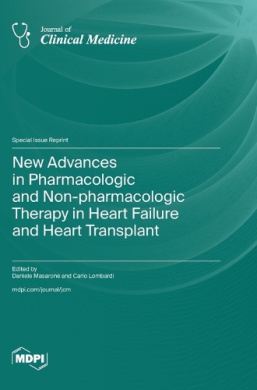 Journal of
Clinical Medicine
Special Issue Reprint
New Advances
in Pharmacologic
and Non-pharmacologic
Therapy in Heart Failure
and Heart Transplant
Edited by
Daniele Masarone and Carlo Lombardi
mdpi.com/journal/jcm
MDPI